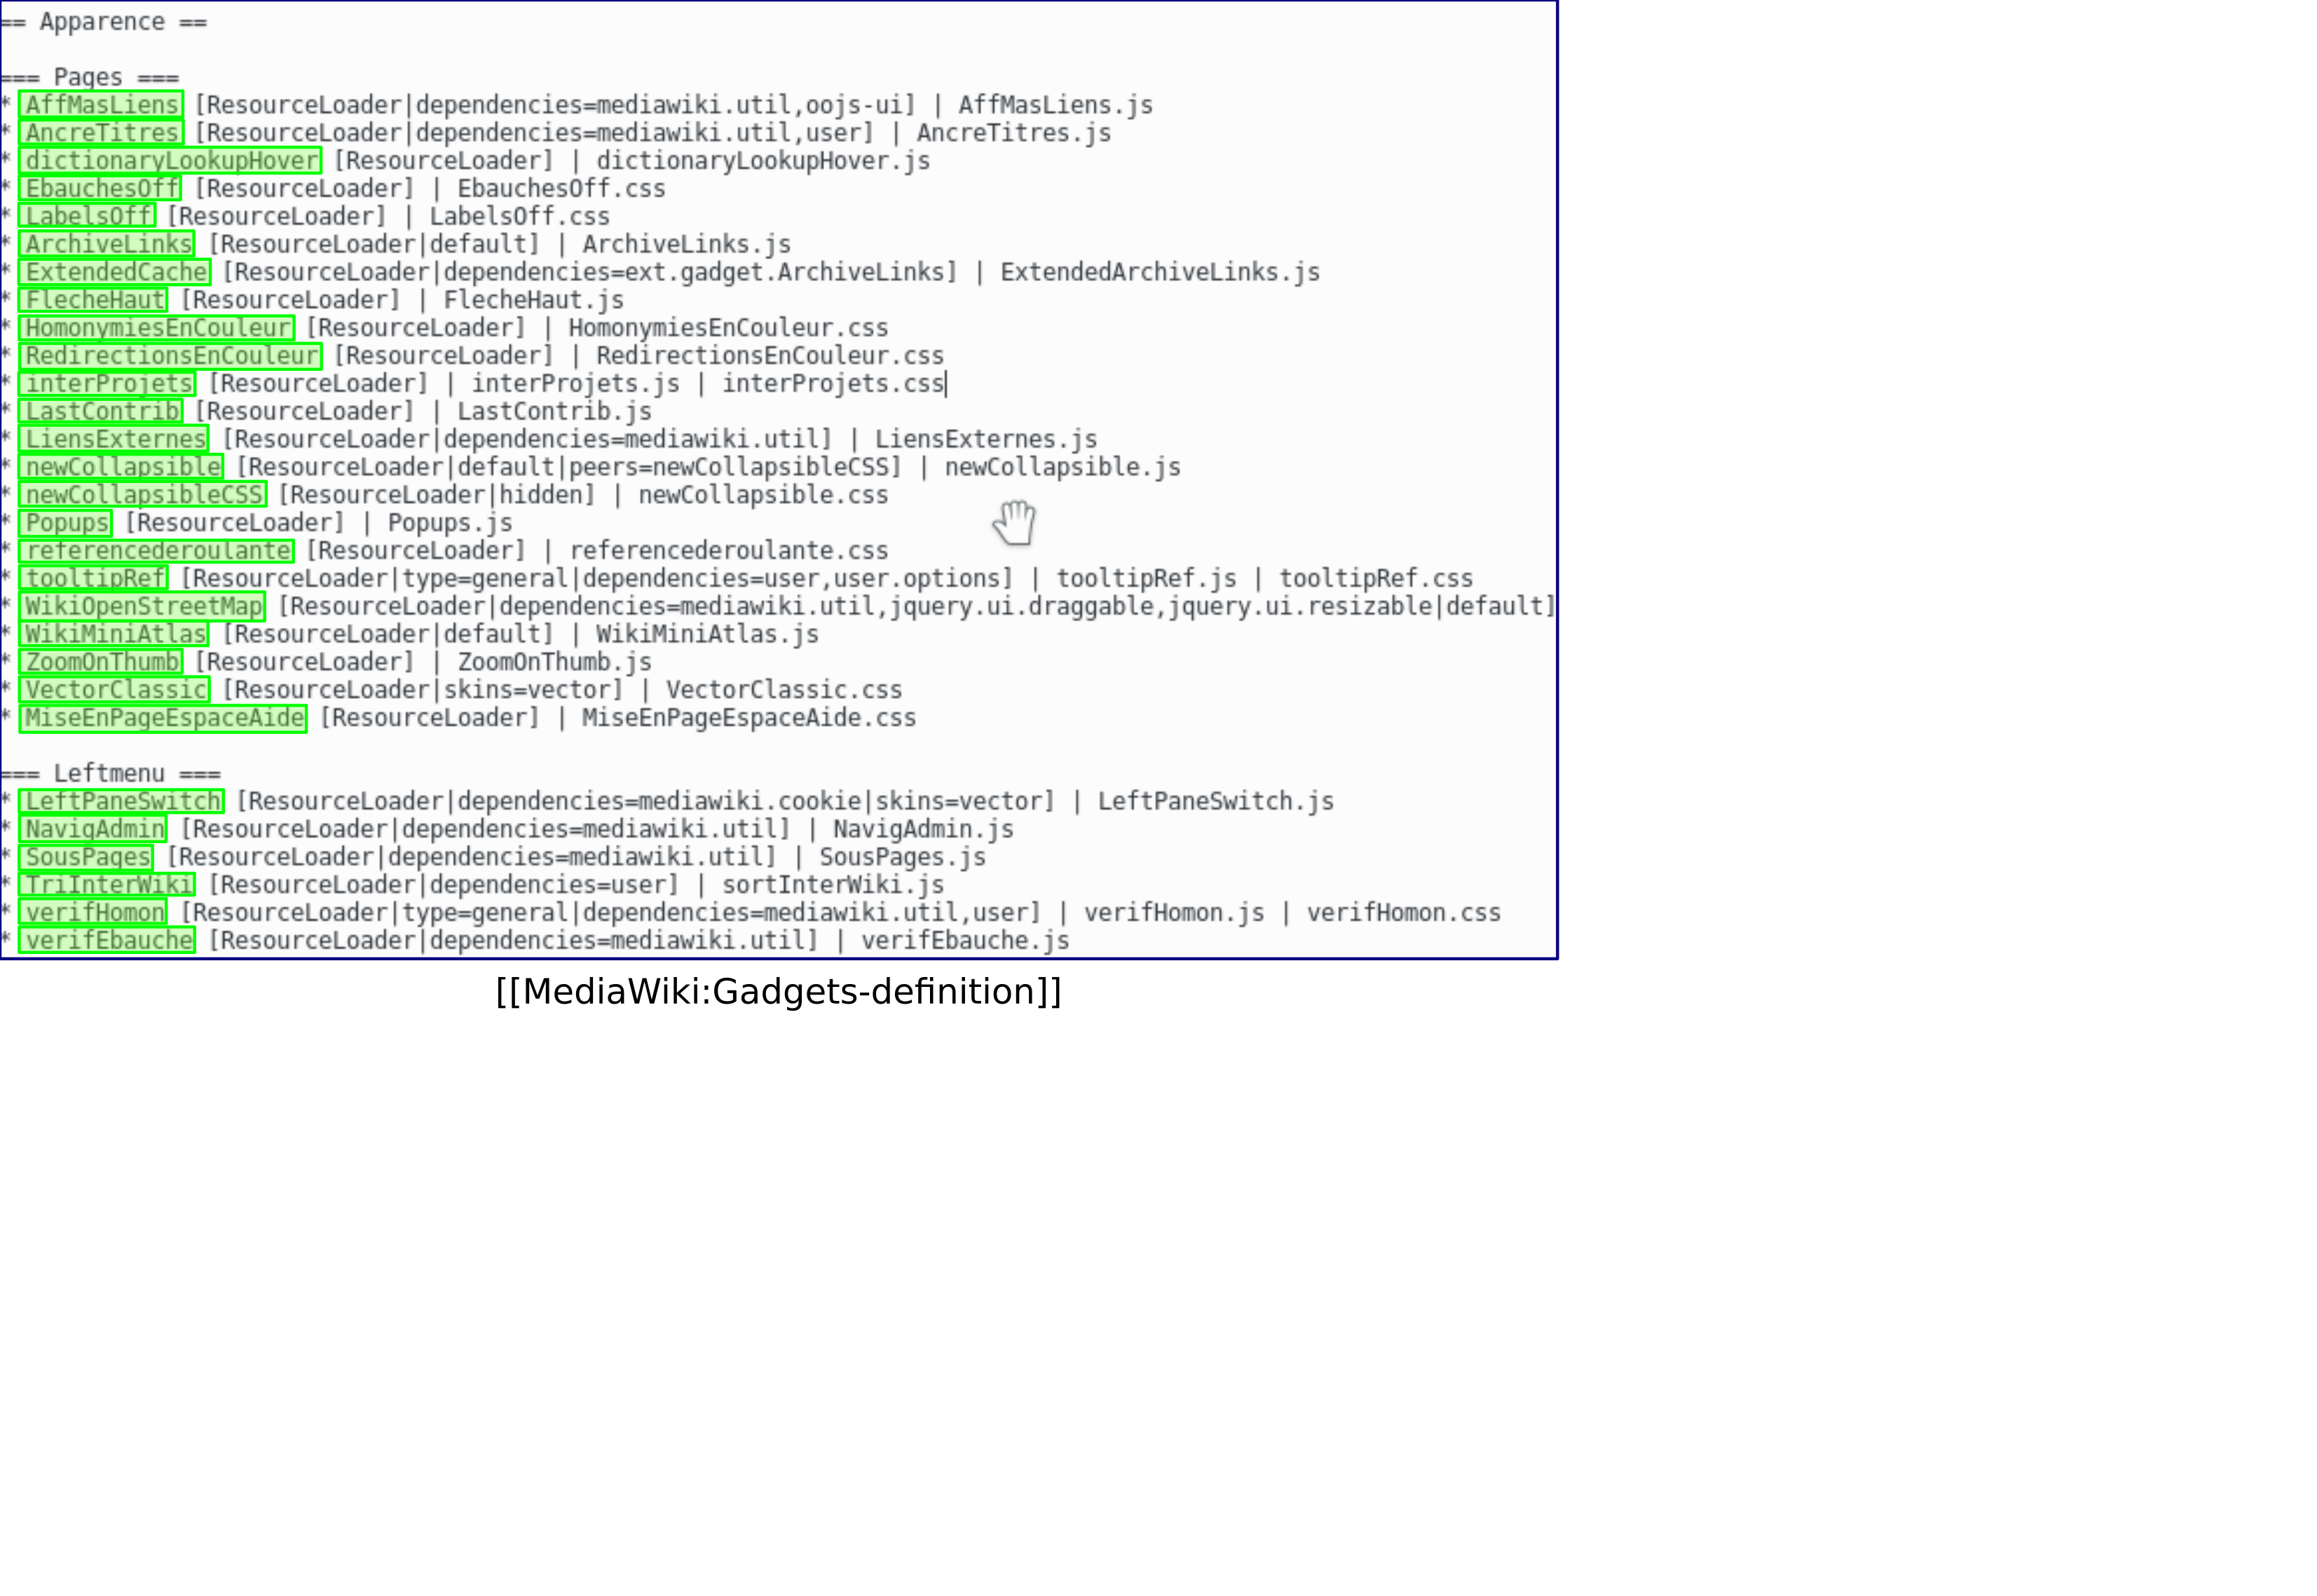 == Apparence ==
=== Pages ===
* AffMasLiens [ResourceLoader|dependencies=mediawiki.util,oojs-ui] | AffMasLiens.js
* AncreTitres [ResourceLoader|dependencies=mediawiki.util,user] | AncreTitres.js
* dictionaryLookupHover [ResourceLoader] | dictionaryLookupHover.js
* EbauchesOff [ResourceLoader] | EbauchesOff.css
* LabelsOff [ResourceLoader] | LabelsOff.css
* ArchiveLinks [ResourceLoader|default] | ArchiveLinks.js
* ExtendedCache [ResourceLoader|dependencies=ext.gadget.ArchiveLinks] | ExtendedArchiveLinks.js
* FlecheHaut [ResourceLoader] | FlecheHaut.js
* HomonymiesEnCouleur [ResourceLoader] | HomonymiesEnCouleur.css
* RedirectionsEnCouleur [ResourceLoader] | RedirectionsEnCouleur.css
* interProjets [ResourceLoader] | interProjets.js | interProjets.css
* LastContrib [ResourceLoader] | LastContrib.js
* LiensExternes [ResourceLoader|dependencies=mediawiki.util] | LiensExternes.js
* newCollapsible [ResourceLoader|default|peers=newCollapsibleCSS] | newCollapsible.js
* newCollapsibleCSS [ResourceLoader|hidden] | newCollapsible.css
* Popups [ResourceLoader] | Popups.js
* referencederoulante [ResourceLoader] | referencederoulante.css
* tooltipRef [ResourceLoader|type=general|dependencies=user,user.options] | tooltipRef.js | tooltipRef.css
* WikiOpenStreetMap [ResourceLoader|dependencies=mediawiki.util,jquery.ui.draggable,jquery.ui.resizable|default]
* WikiMiniAtlas [ResourceLoader|default] | WikiMiniAtlas.js
* ZoomOnThumb [ResourceLoader] | ZoomOnThumb.js
* VectorClassic [ResourceLoader|skins=vector] | VectorClassic.css
* MiseEnPageEspaceAide [ResourceLoader] | MiseEnPageEspaceAide.css
=== Leftmenu ===
* LeftPaneSwitch [ResourceLoader|dependencies=mediawiki.cookie|skins=vector] | LeftPaneSwitch.js
* NavigAdmin [ResourceLoader|dependencies=mediawiki.util] | NavigAdmin.js
* SousPages [ResourceLoader|dependencies=mediawiki.util] | SousPages.js
* TriInterWiki [ResourceLoader|dependencies=user] | sortInterWiki.js
* verifHomon [ResourceLoader|type=general|dependencies=mediawiki.util,user] | verifHomon.js | verifHomon.css
* verifEbauche [ResourceLoader|dependencies=mediawiki.util] | verifEbauche.js
[[MediaWiki:Gadgets-definition]]